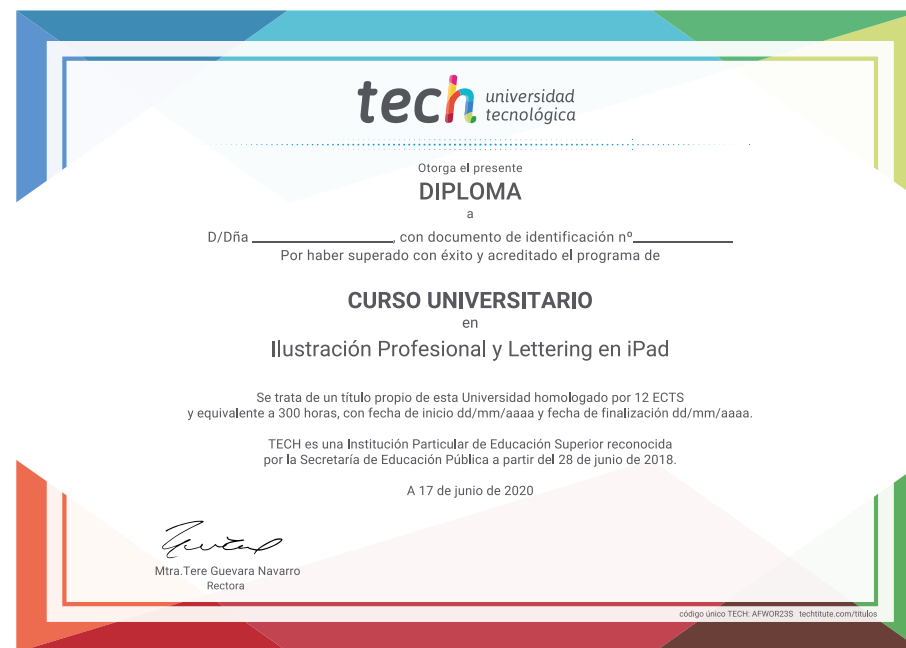 tech universidad
tecnológica
Otorga el presente
DIPLOMA
a
D/Dña ____________________, con documento de identificación nº______________
Por haber superado con éxito y acreditado el programa de
CURSO UNIVERSITARIO
en
Ilustración Profesional y Lettering en iPad
Se trata de un título propio de esta Universidad homologado por 12 ECTS
y equivalente a 300 horas, con fecha de inicio dd/mm/aaaa y fecha de finalización dd/mm/aaaa.
TECH es una Institución Particular de Educación Superior reconocida
por la Secretaría de Educación Pública a partir del 28 de junio de 2018.
A 17 de junio de 2020
Mtra.Tere Guevara Navarro
Rectora
código único TECH: AFWOR23S techtitute.com/titulos